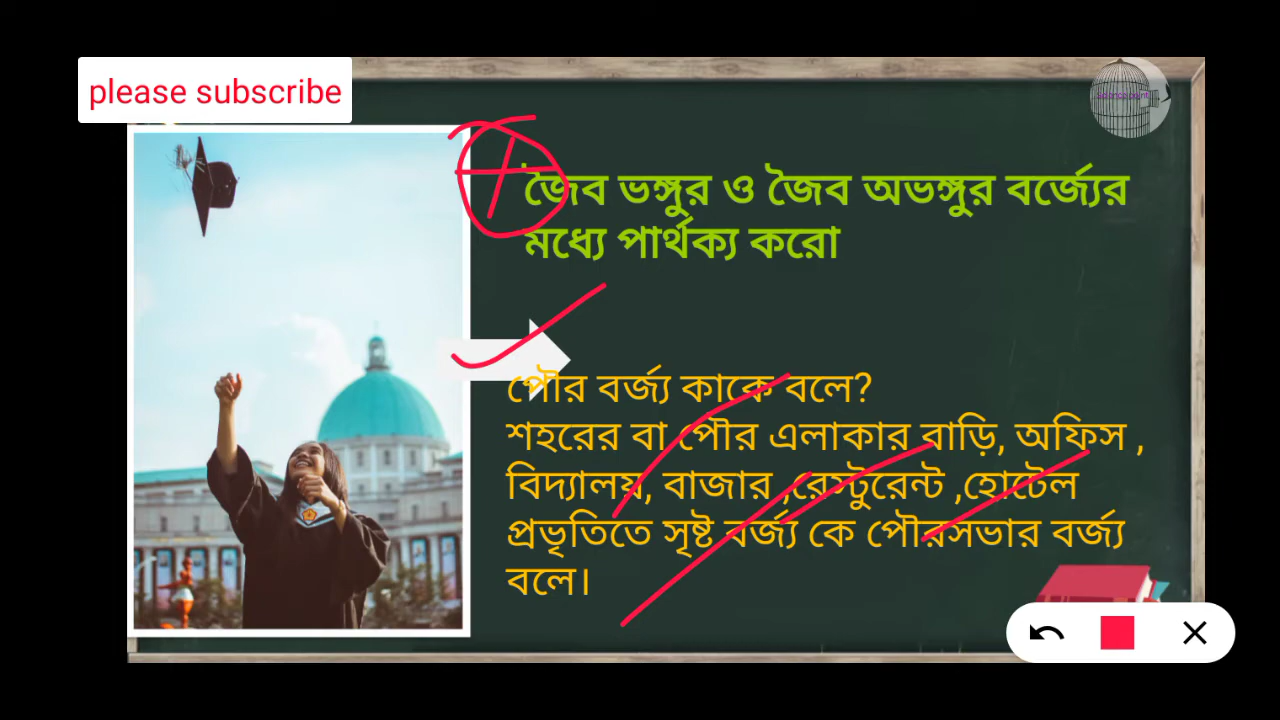 please subscribe
জৈব ভঙ্গুর ও জৈব অভঙ্গুর বর্জ্যের
মধ্যে পার্থক্য করো
পৌর বর্জ্য কাকে বলে?
শহরের বা পৌর এলাকার বাড়ি, অফিস ,
বিদ্যালয়, বাজার ,রেস্টুরেন্ট ,হোটেল
প্রভৃতিতে সৃষ্ট বর্জ্য কে পৌরসভার বর্জ্য
বলে।